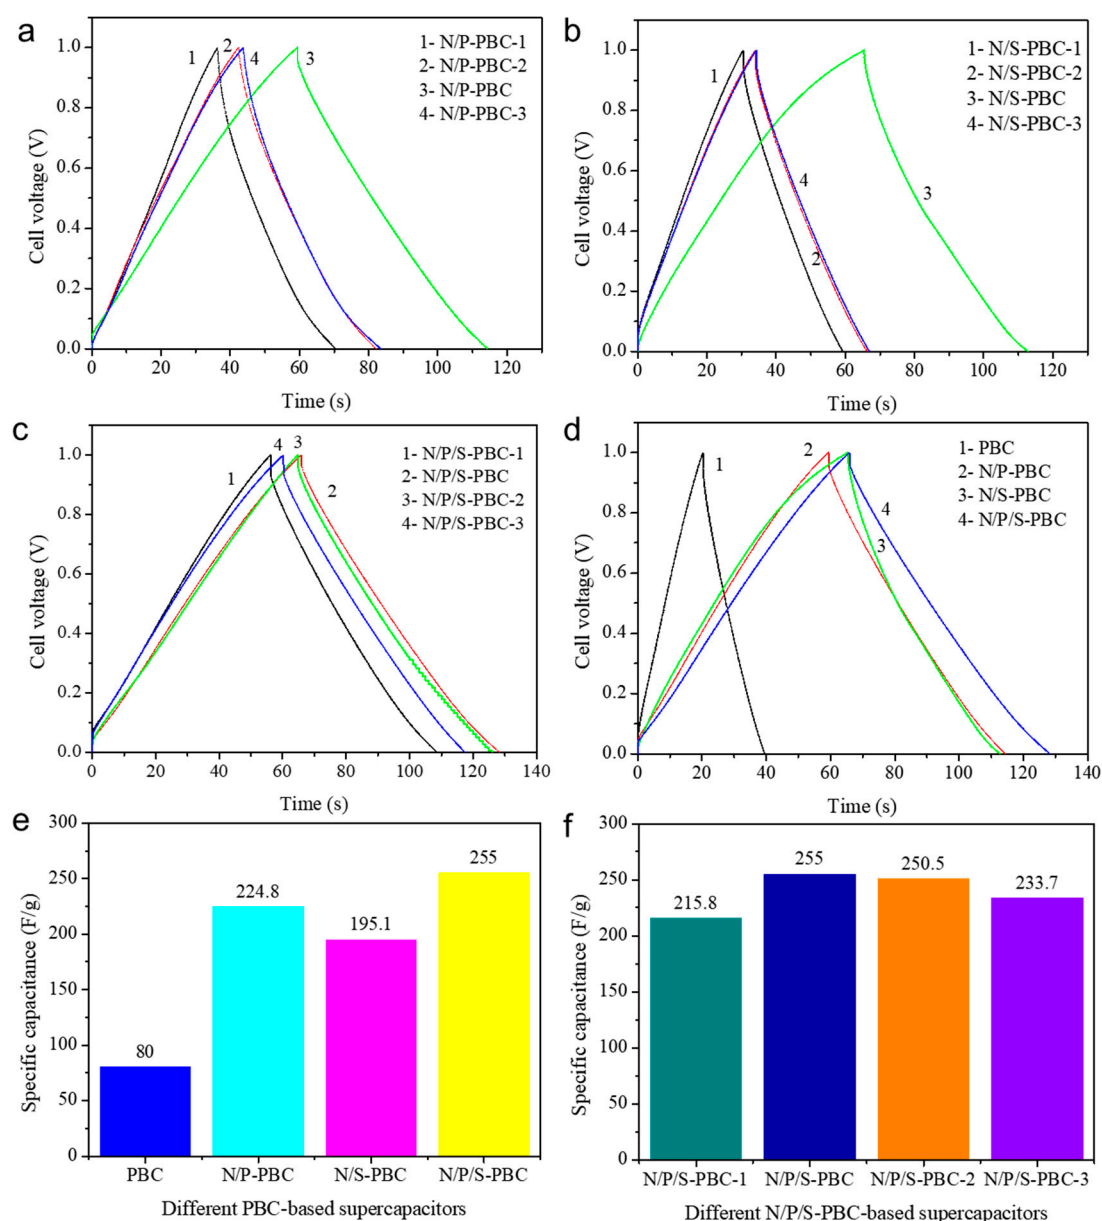 a
1- N/P-PBC-1
2- N/P-PBC-2
3- N/P-PBC
4- N/P-PBC-3
1 2 4 3
Cell voltage (V)
1.0
0.8
0.6
0.4
0.2
0.0
0 20 40 60 80 100 120
Time (s)
b
1- N/S-PBC-1
2- N/S-PBC-2
3- N/S-PBC
4- N/S-PBC-3
1
4
3
2
Cell voltage (V)
1.0
0.8
0.6
0.4
0.2
0.0
0 20 40 60 80 100 120
Time (s)
c
1- N/P/S-PBC-1
2- N/P/S-PBC
3- N/P/S-PBC-2
4- N/P/S-PBC-3
1 4 3 2
Cell voltage (V)
1.0
0.8
0.6
0.4
0.2
0.0
0 20 40 60 80 100 120 140
Time (s)
d
1- PBC
2- N/P-PBC
3- N/S-PBC
4- N/P/S-PBC
1
2
4
3
Cell voltage (V)
1.0
0.8
0.6
0.4
0.2
0.0
0 20 40 60 80 100 120 140
Time (s)
e
Specific capacitance (F/g)
300
250
200
150
100
50
0
80
224.8
195.1
255
PBC N/P-PBC N/S-PBC N/P/S-PBC
Different PBC-based supercapacitors
f
Specific capacitance (F/g)
300
250
200
150
100
50
0
215.8
255
250.5
233.7
N/P/S-PBC-1 N/P/S-PBC N/P/S-PBC-2 N/P/S-PBC-3
Different N/P/S-PBC-based supercapacitors